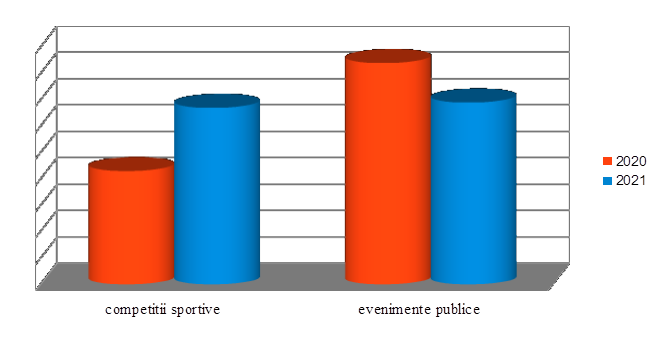 2020
2021
competitii sportive
evenimente publice